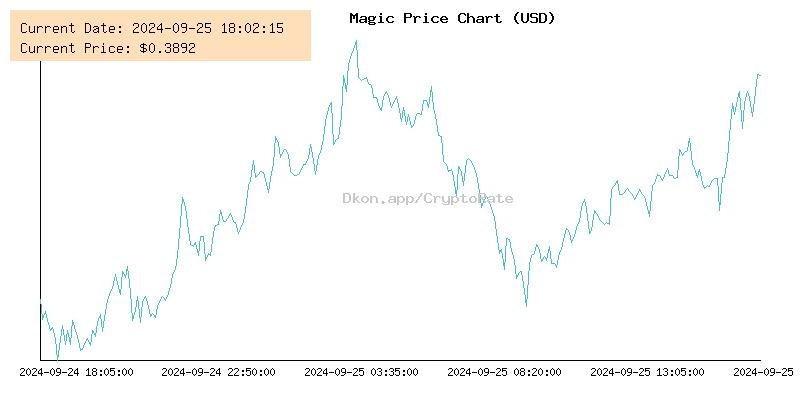 Magic Price Chart (USD)
Current Date: 2024-09-25 18:02:15
Current Price: $0.3892
Dkon.app/CryptoRate
2024-09-24 18:05:00 2024-09-24 22:50:00 2024-09-25 03:35:00 2024-09-25 08:20:00 2024-09-25 13:05:00 2024-09-25